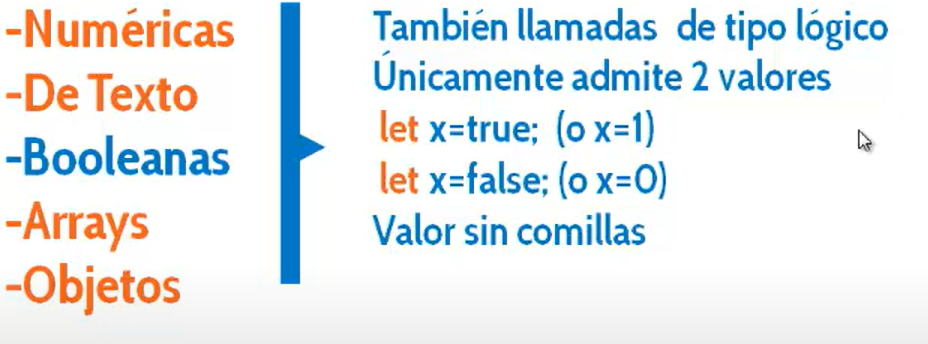 -Numéricas
-De Texto
-Booleanas
-Arrays
-Objetos
También llamadas de tipo lógico
Únicamente admite 2 valores
let x=true; (o x=1)
let x=false; (o x=0)
Valor sin comillas